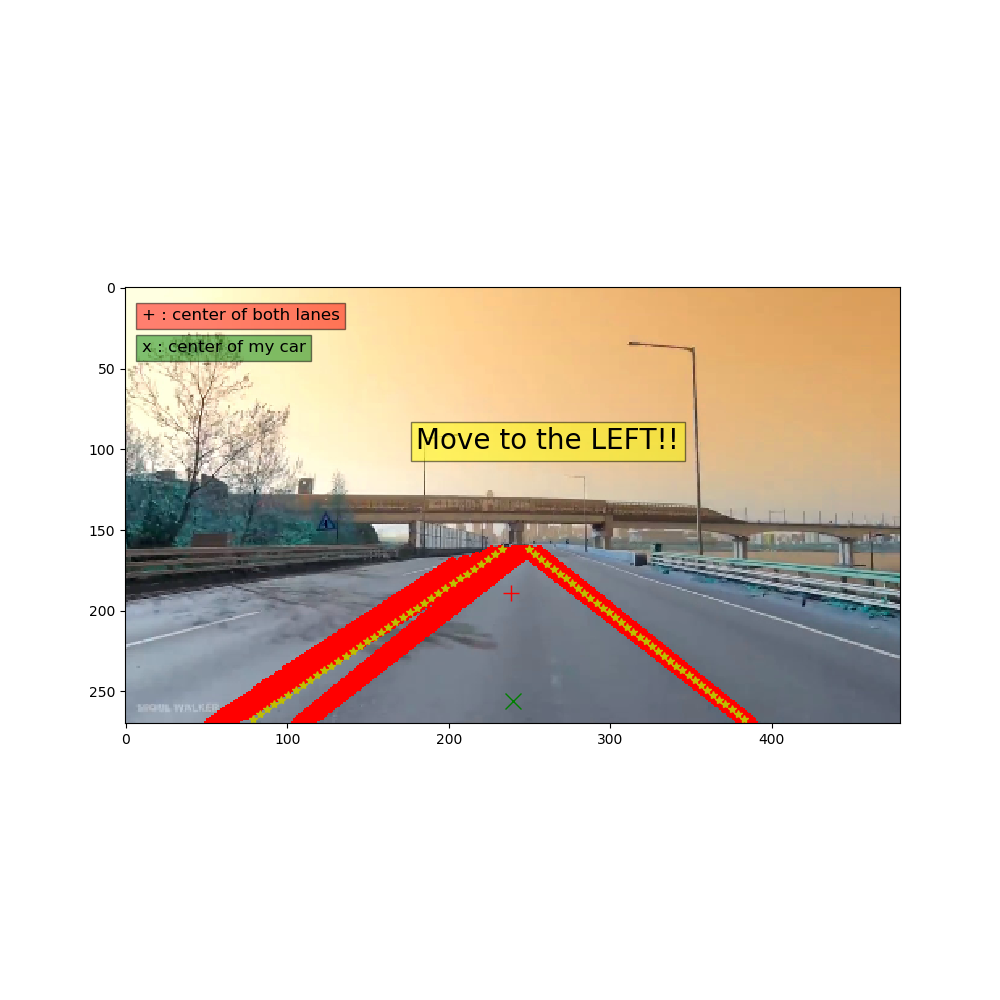 + : center of both lanes
x : center of my car
Move to the LEFT!!
0
50
100
150
200
250
SEOUL WALKER
0
100
200
300
400